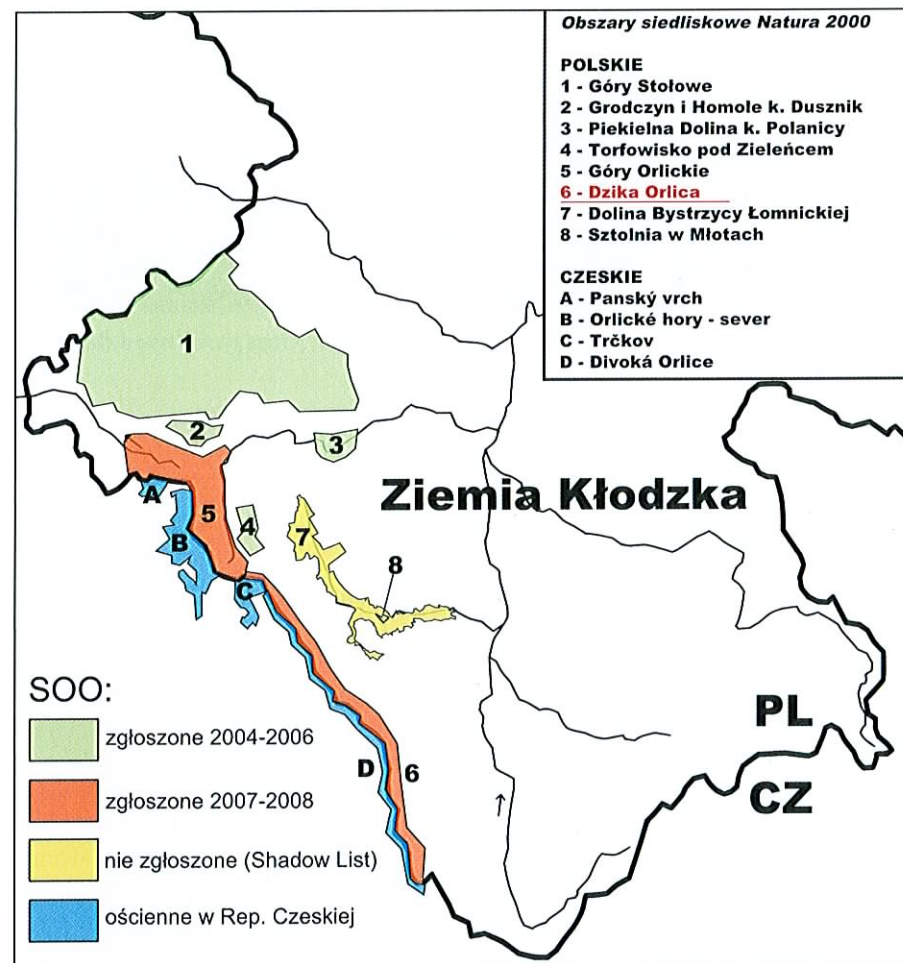 Obszary siedliskowe Natura 2000
POLSKIE
1 - Góry Stołowe
2 - Grodczyn i Homole k. Dusznik
3 - Piekielna Dolina k. Polanicy
4 - Torfowisko pod Zieleńcem
5 - Góry Orlickie
6 - Dzika Orlica
7 - Dolina Bystrzycy Łomnickiej
8 - Sztolnia w Młotach
CZESKIE
A - Panský vrch
B - Orlické hory - sever
C - Trčkov
D - Divoká Orlice
1
2
3
Ziemia Kłodzka
A
5
4
7
B
8
C
D
6
PL
CZ
SOO:
zgłoszone 2004-2006
zgłoszone 2007-2008
nie zgłoszone (Shadow List)
ościenne w Rep. Czeskiej